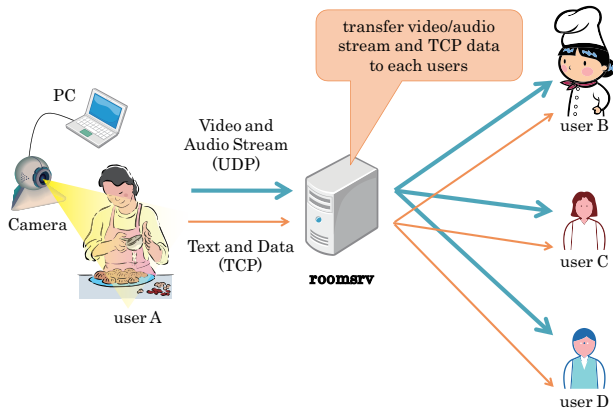 transfer video/audio
stream and TCP data
to each users
PC
Video and
Audio Stream
(UDP)
Camera
Text and Data
(TCP)
roomsrv
user A
user B
user C
user D